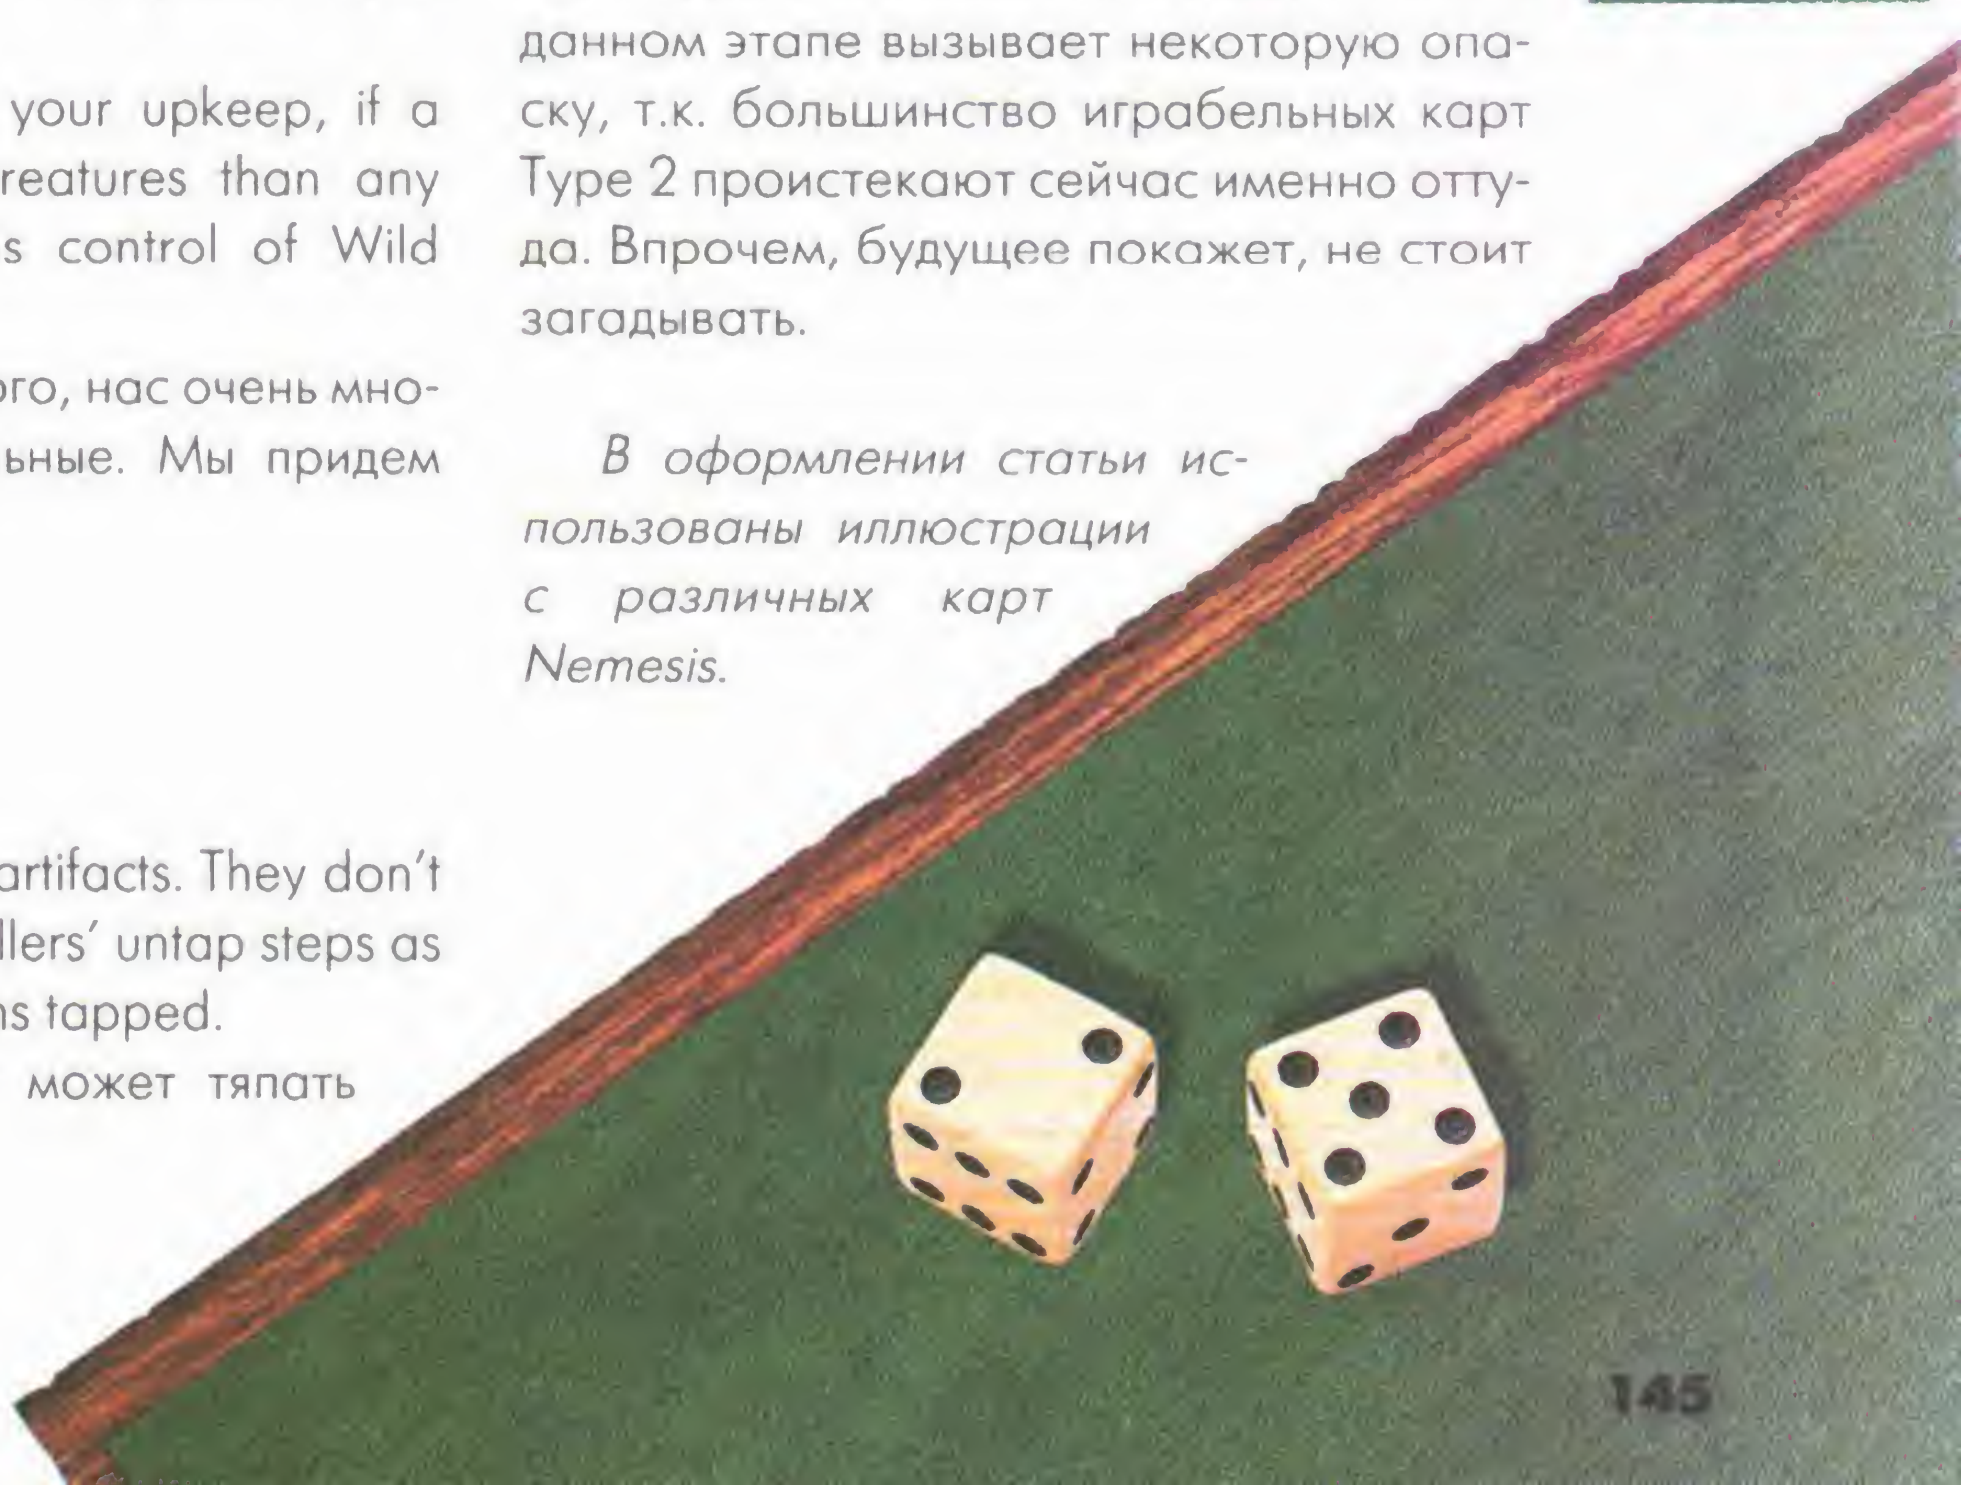 your upkeep, if a
reatures than any
s control of Wild
ого, нас очень мно-
ьные. Мы придем
artifacts. They don't
llers' untap steps as
ns tapped.
может тяпать
данном этапе вызывает некоторую опа-
ску, т.к. большинство играбельных карт
Type 2 проистекают сейчас именно отту-
да. Впрочем, будущее покажет, не стоит
загадывать.
В оформлении статьи ис-
пользованы иллюстрации
с различных карт
Nemesis.
145